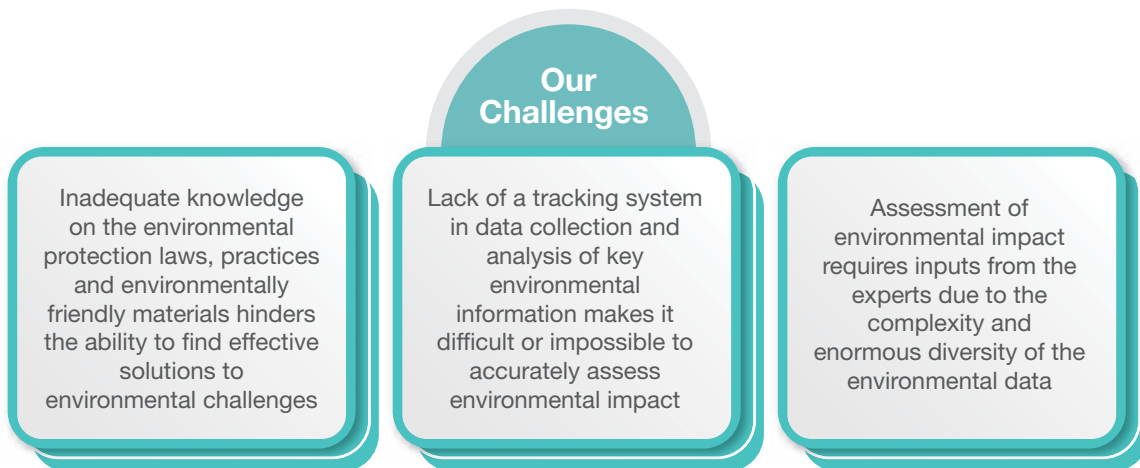 Our
Challenges
Inadequate knowledge
on the environmental
protection laws, practices
and environmentally
friendly materials hinders
the ability to find effective
solutions to
environmental challenges
Lack of a tracking system
in data collection and
analysis of key
environmental
information makes it
difficult or impossible to
accurately assess
environmental impact
Assessment of
environmental impact
requires inputs from the
experts due to the
complexity and
enormous diversity of the
environmental data